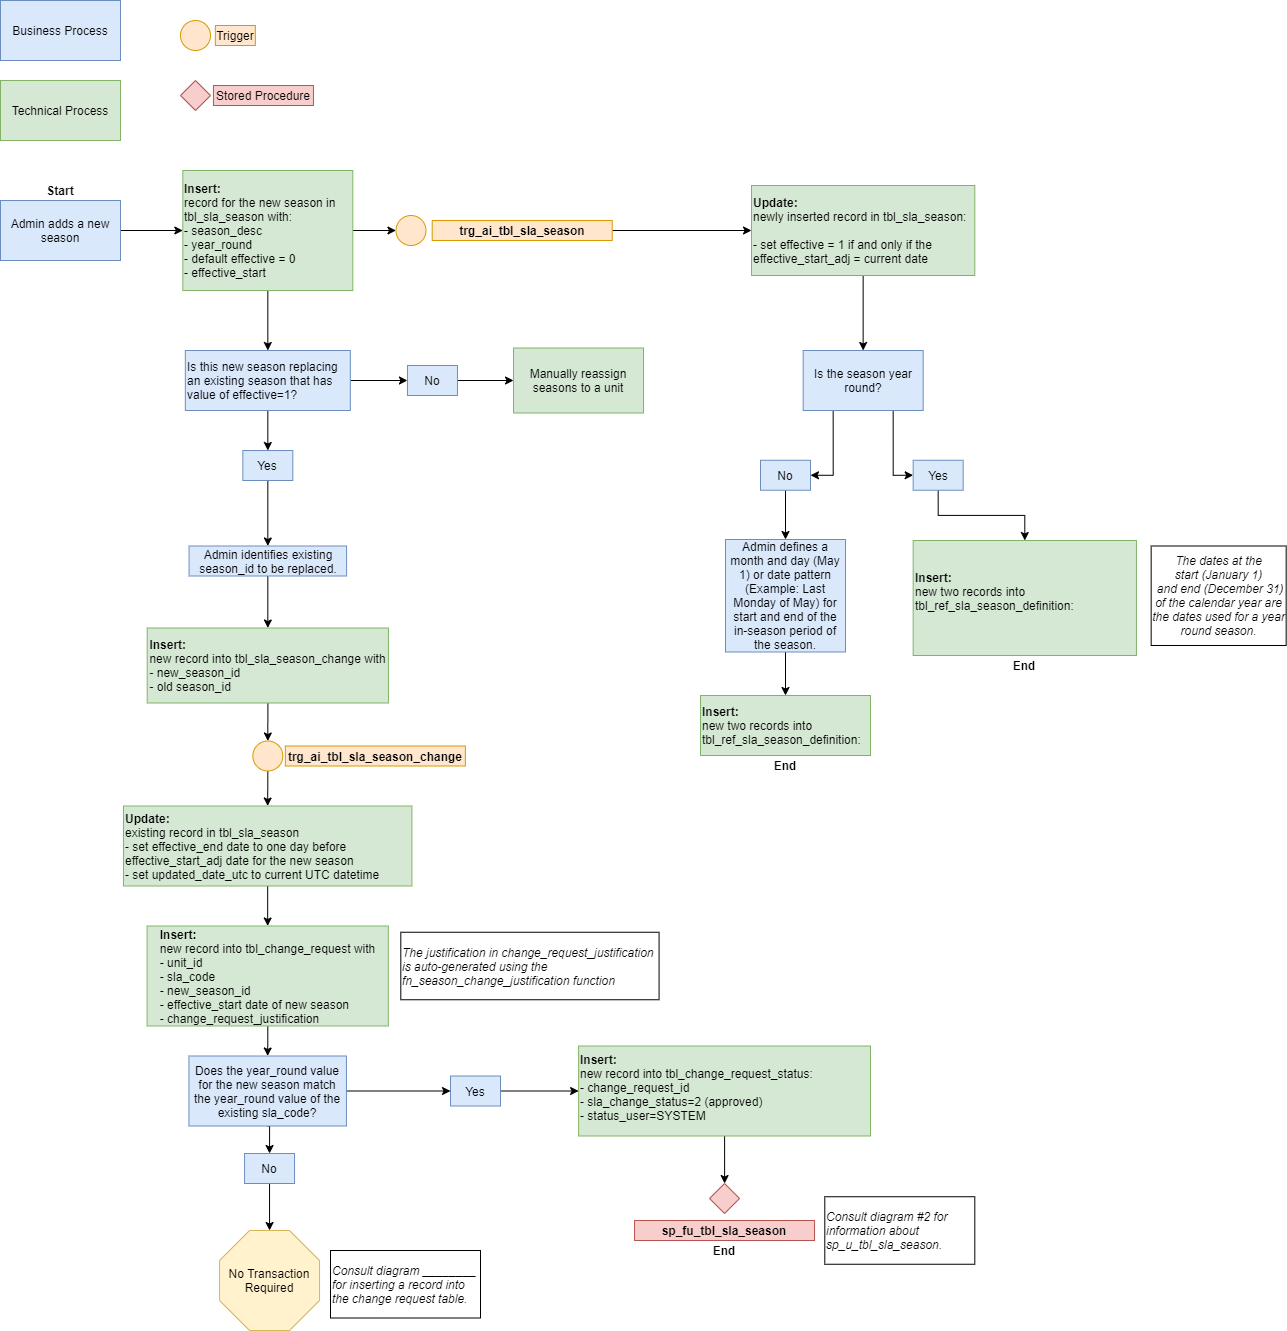 Business Process
Trigger
Technical Process
Stored Procedure
Start
Admin adds a new
season
Insert:
record for the new season in
tbl_sla_season with:
- season_desc
- year_round
- default effective = 0
- effective_start
trg_ai_tbl_sla_season
Update:
newly inserted record in tbl_sla_season:
- set effective = 1 if and only if the
effective_start_adj = current date
Is this new season replacing
an existing season that has
value of effective=1?
No
Manually reassign
seasons to a unit
Is the season year
round?
Yes
No
Yes
Admin identifies existing
season_id to be replaced.
Admin defines a
month and day (May
1) or date pattern
(Example: Last
Monday of May) for
start and end of the
in-season period of
the season.
Insert:
new two records into
tbl_ref_sla_season_definition:
End
The dates at the
start (January 1)
and end (December 31)
of the calendar year are
the dates used for a year
round season.
Insert:
new record into tbl_sla_season_change with
- new_season_id
- old season_id
Insert:
new two records into
tbl_ref_sla_season_definition:
End
trg_ai_tbl_sla_season_change
Update:
existing record in tbl_sla_season
- set effective_end date to one day before
effective_start_adj date for the new season
- set updated_date_utc to current UTC datetime
Insert:
new record into tbl_change_request with
- unit_id
- sla_code
- new_season_id
- effective_start date of new season
- change_request_justification
The justification in change_request_justification
is auto-generated using the
fn_season_change_justification function
Does the year_round value
for the new season match
the year_round value of the
existing sla_code?
Yes
Insert:
new record into tbl_change_request_status:
- change_request_id
- sla_change_status=2 (approved)
- status_user=SYSTEM
No
sp_fu_tbl_sla_season
End
Consult diagram #2 for
information about
sp_u_tbl_sla_season.
No Transaction
Required
Consult diagram ________
for inserting a record into
the change request table.